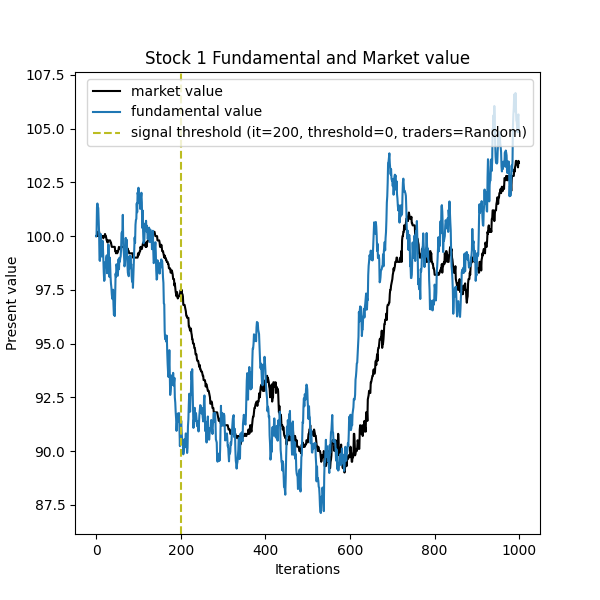 Stock 1 Fundamental and Market value
107.5
105.0
102.5
100.0
97.5
95.0
92.5
90.0
87.5
Present value
market value
fundamental value
signal threshold (it=200, threshold=0, traders=Random)
0 200 400 600 800 1000
Iterations